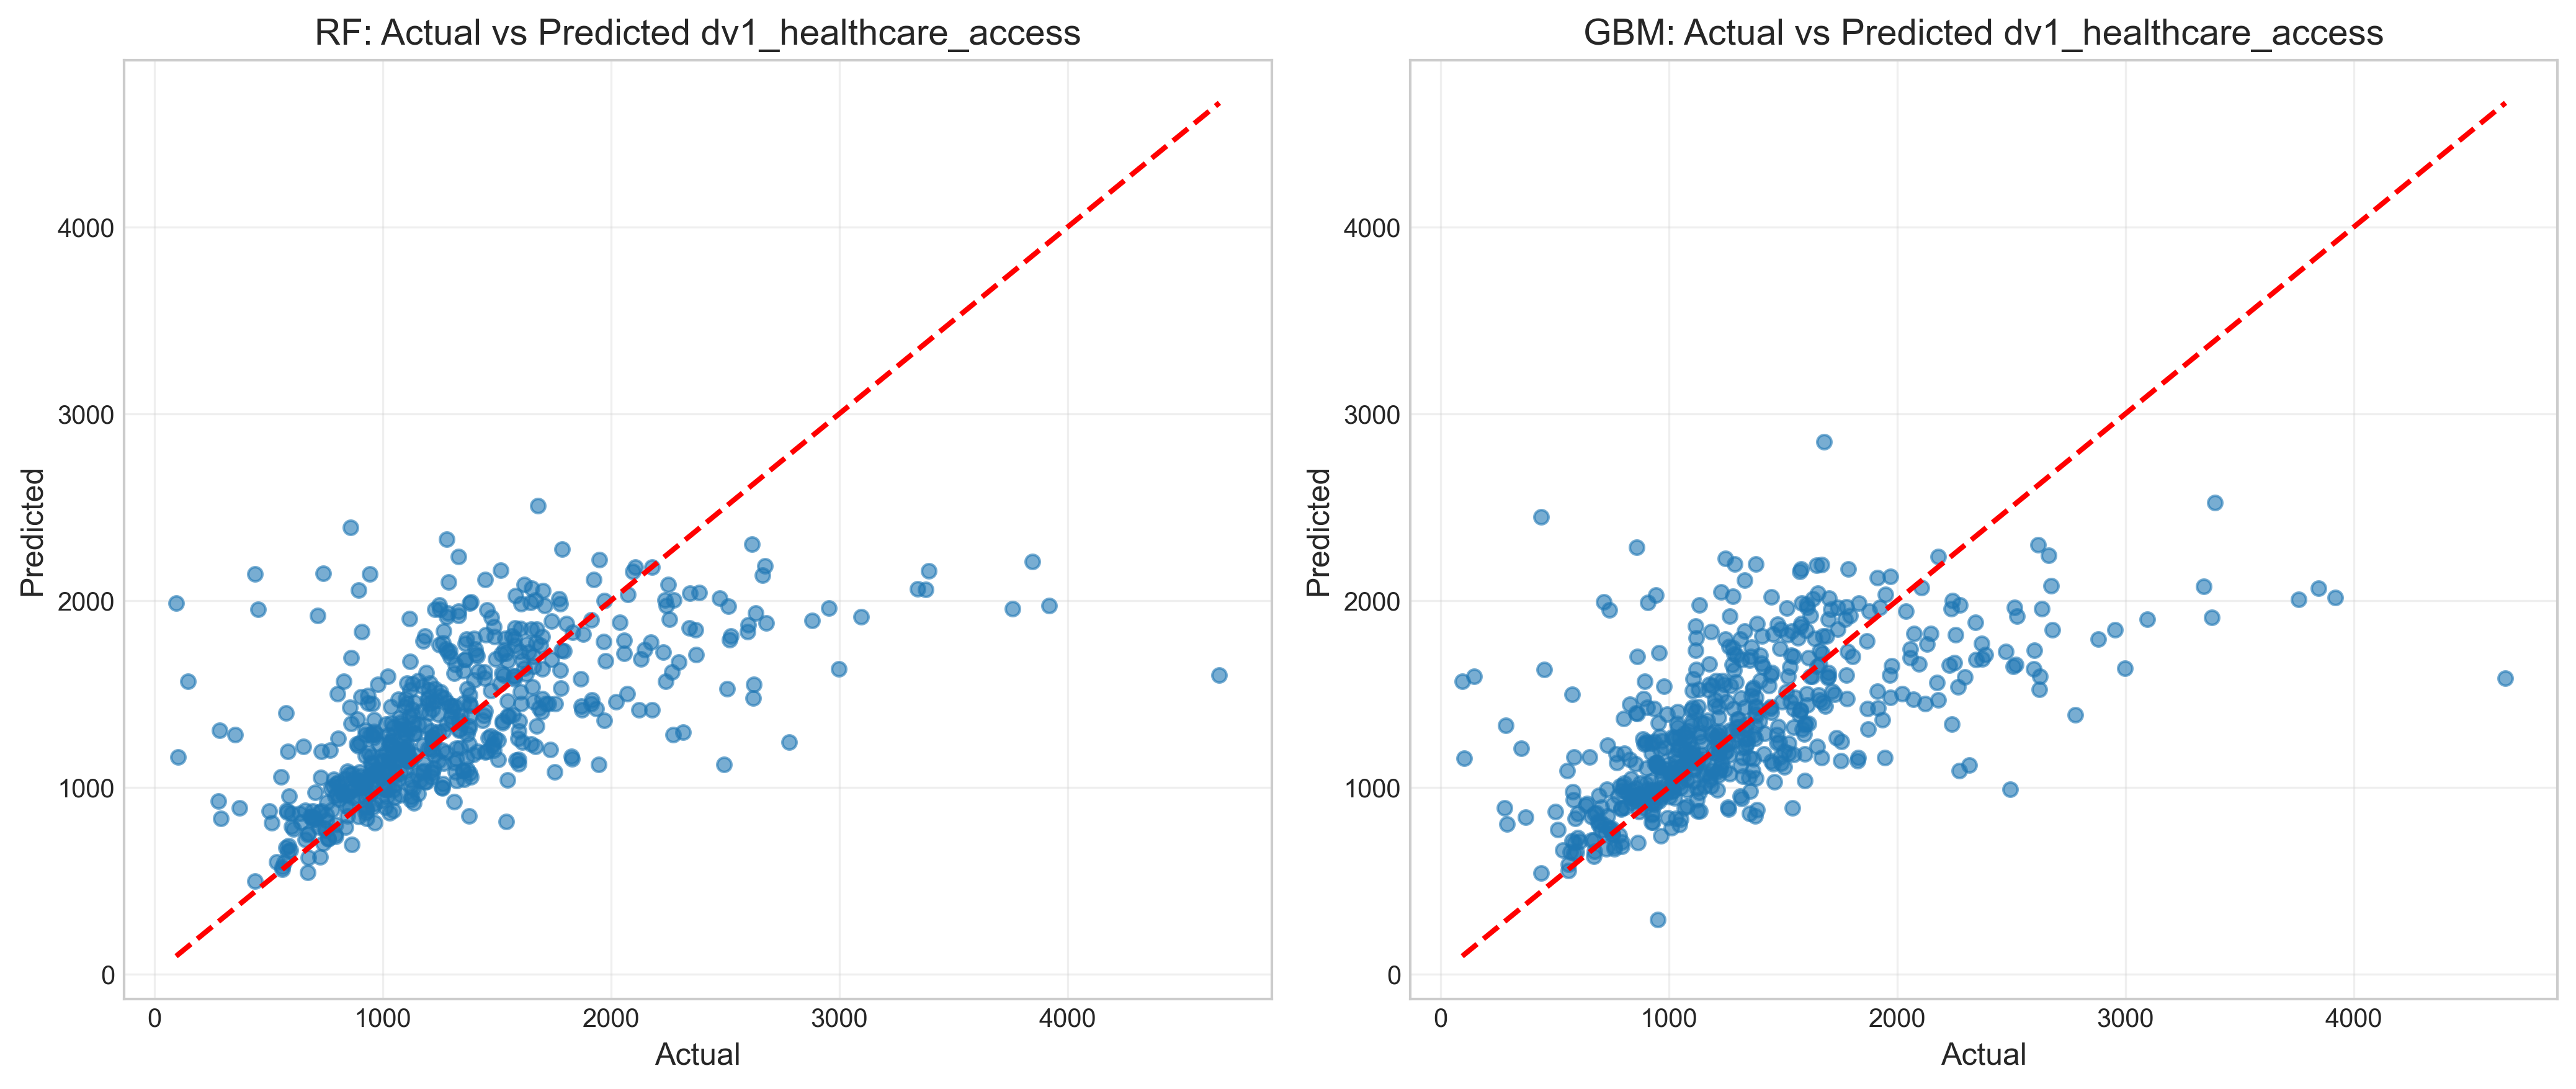 RF: Actual vs Predicted dv1_healthcare_access
Predicted
4000
3000
2000
1000
0
0 1000 2000 3000 4000
Actual
GBM: Actual vs Predicted dv1_healthcare_access
Predicted
4000
3000
2000
1000
0
0 1000 2000 3000 4000
Actual